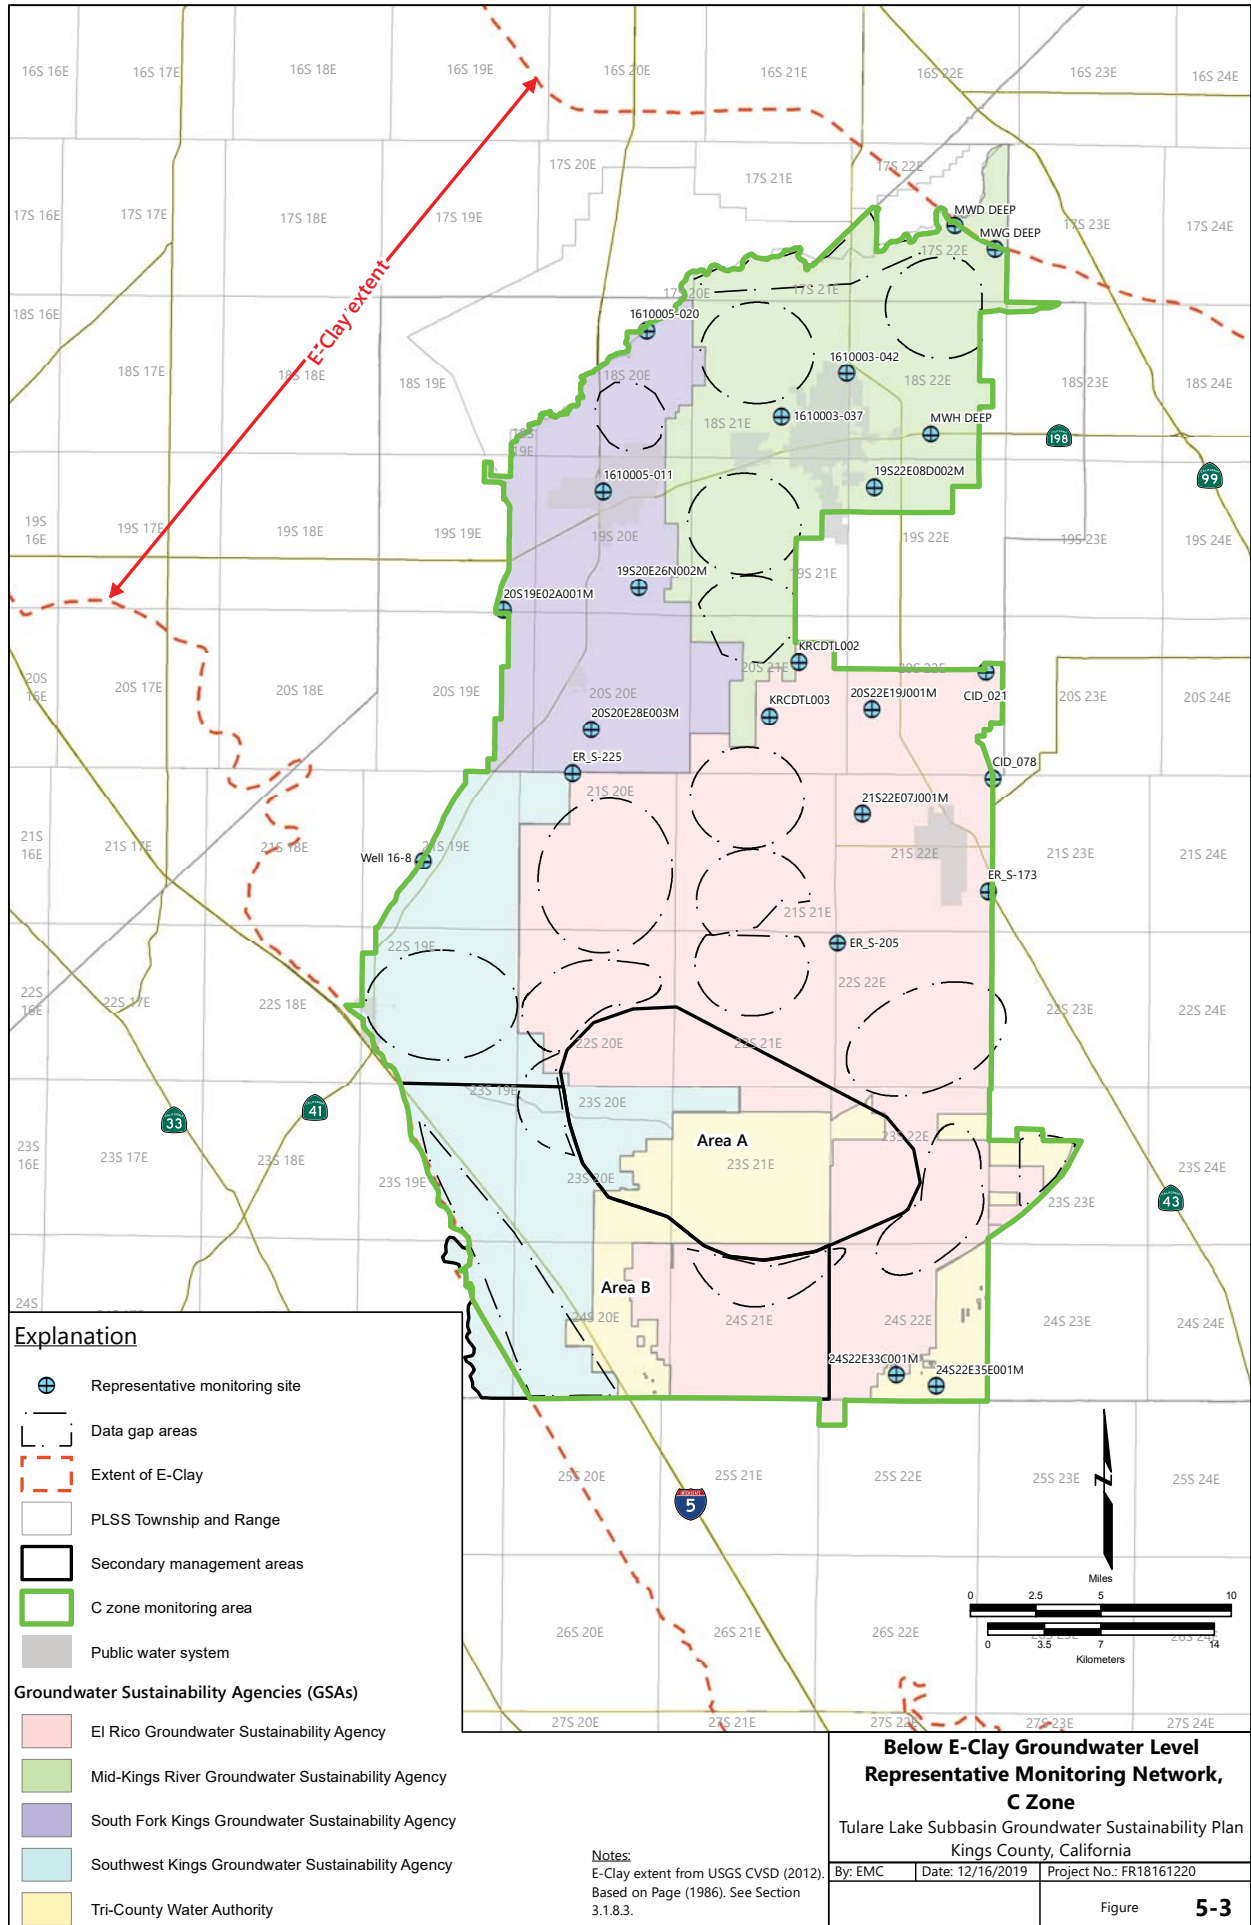 16S 16E
16S 17E
16S 18E
16S 19E
16S 20E
16S 21E
16S 22E
16S 23E
16S 24E
17S 20E
17S 21E
17S 22E
17S 16E
17S 17E
17S 18E
17S 19E
MWD DEEP
17S 23E
17S 24E
MWG DEEP
17S 22E
E-Clay extent
17S 20E
17S 21E
18S 16E
1610005-020
1610003-042
18S 17E
18S 18E
18S 19E
18S 20E
18S 22E
18S 23E
18S 24E
18S 21E
1610003-037
MWH DEEP
CALIFORNIA
198
18S
19E
1610005-011
19S22E08D002M
99
19S
16E
19S 17E
19S 18E
19S 19E
19S 20E
19S 22E
19S 23E
19S 24E
19S20E26N002M
19S 21E
20S19E02A001M
KRCDTL002
20S 21E
20S 22E
20S
16E
20S 17E
20S 18E
20S 19E
20S 20E
20S22E19J001M
CID_021
20S 23E
20S 24E
KRCDTL003
20S20E28E003M
ER_S-225
CID_078
21S 20E
21S22E07J001M
21S
16E
21S 17E
21S 18E
21S 19E
21S 22E
21S 23E
21S 24E
Well 16-8
ER_S-173
21S 21E
22S 19E
ER_S-205
22S 22E
22S
16E
22S 17E
22S 18E
22S 23E
22S 24E
22S 20E
22S 21E
23S 19E
23S 20E
33
41
23S 22E
Area A
23S
16E
23S 17E
23S 18E
23S 19E
23S 20E
23S 21E
23S 23E
23S 24E
43
Area B
24S
24S 20E
24S 21E
24S 22E
24S 23E
24S 24E
24S22E33C001M
24S22E35E001M
25S 20E
25S 21E
25S 22E
25S 23E
25S 24E
INTERSTATE
5
N
Miles
0 2.5 5 10
0 3.5 7 14
Kilometers
26S 20E
26S 21E
26S 22E
26S 23E
26S 24E
27S 20E
27S 21E
27S 22E
27S 23E
27S 24E
Explanation
Representative monitoring site
Data gap areas
Extent of E-Clay
PLSS Township and Range
Secondary management areas
C zone monitoring area
Public water system
Groundwater Sustainability Agencies (GSAs)
El Rico Groundwater Sustainability Agency
Mid-Kings River Groundwater Sustainability Agency
South Fork Kings Groundwater Sustainability Agency
Southwest Kings Groundwater Sustainability Agency
Tri-County Water Authority
Notes:
E-Clay extent from USGS CVSD (2012).
Based on Page (1986). See Section
3.1.8.3.
Below E-Clay Groundwater Level
Representative Monitoring Network,
C Zone
Tulare Lake Subbasin Groundwater Sustainability Plan
Kings County, California
By: EMC Date: 12/16/2019 Project No.: FR18161220
Figure 5-3